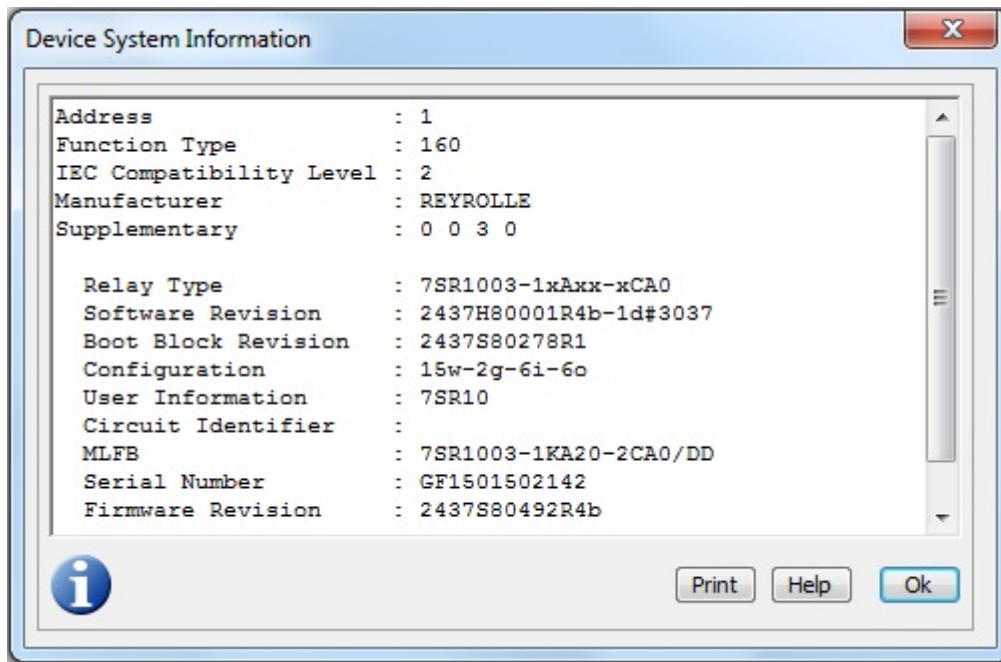 Device System Information
Address : 1
Function Type : 160
IEC Compatibility Level : 2
Manufacturer : REYROLLE
Supplementary : 0 0 3 0
Relay Type : 7SR1003-1xAxx-xCA0
Software Revision : 2437H80001R4b-1d#3037
Boot Block Revision : 2437S80278R1
Configuration : 15w-2g-6i-6o
User Information : 7SR10
Circuit Identifier :
MLFB : 7SR1003-1KA20-2CA0/DD
Serial Number : GF1501502142
Firmware Revision : 2437S80492R4b
Print Help Ok